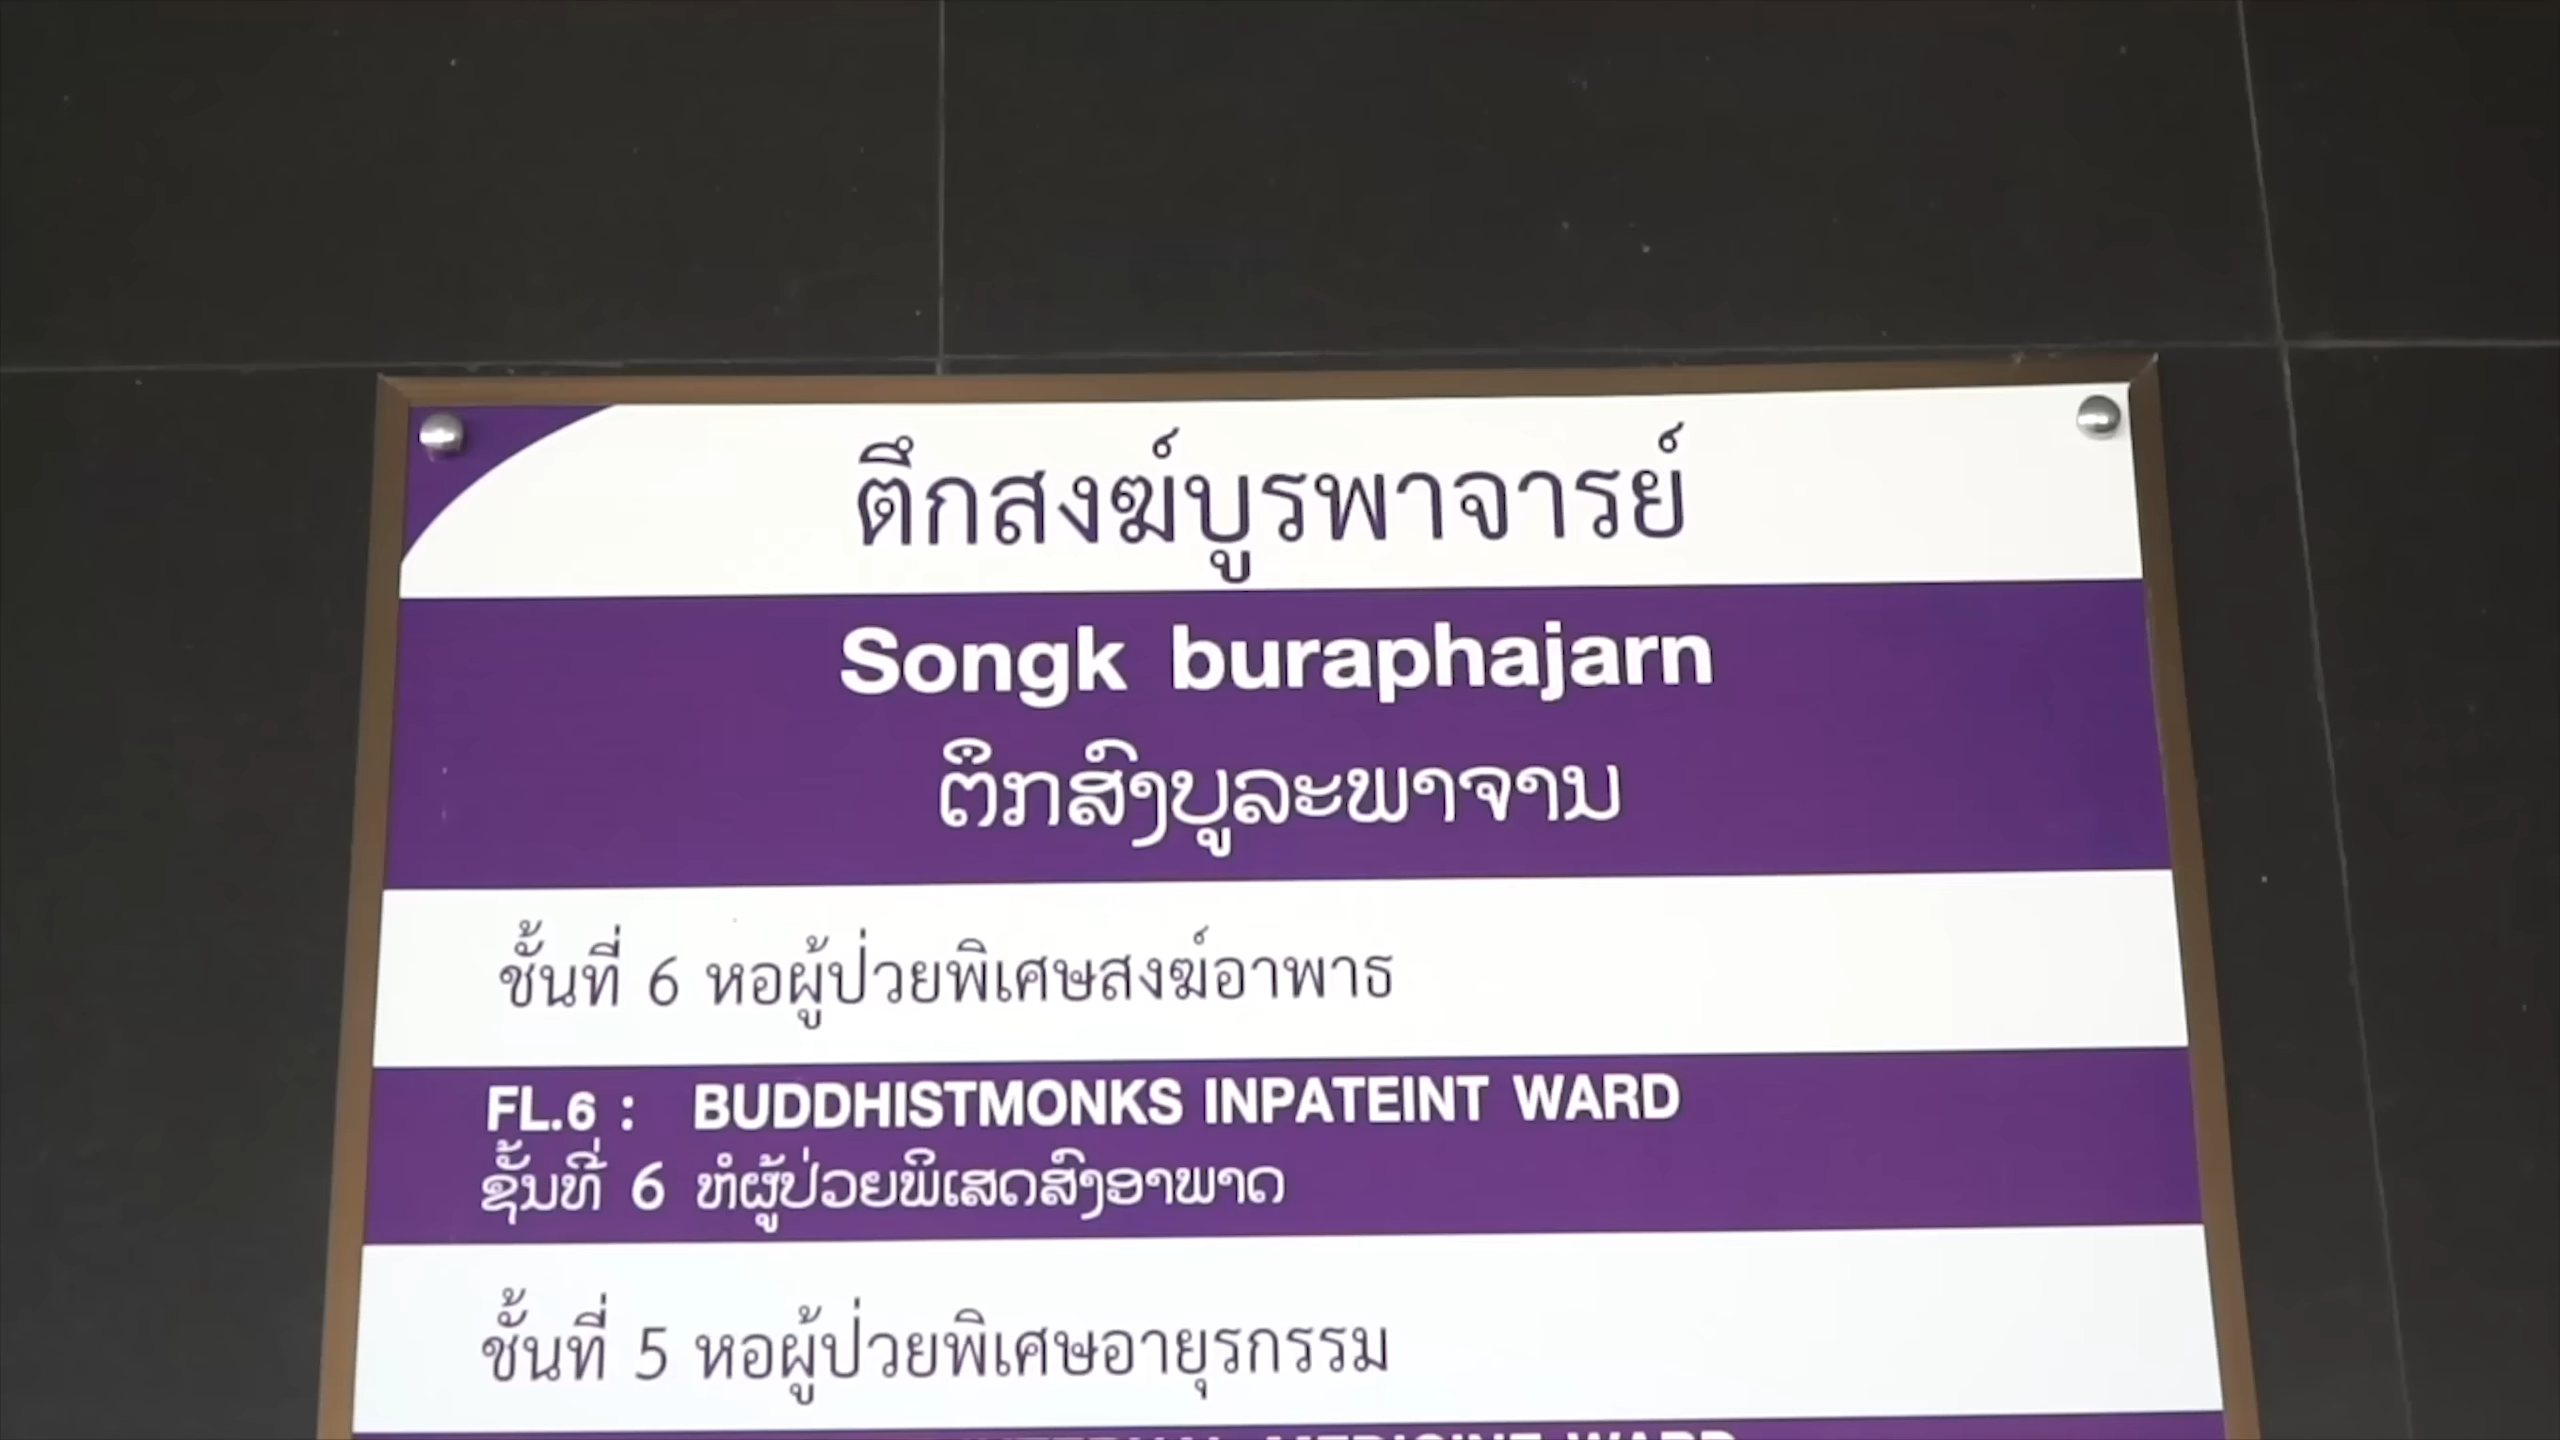 ตึกสงฆ์บูรพาจารย์
Songk buraphajarn
ຕຶກສົງບູລະພາຈານ
ชั้นที่ 6 หอผู้ป่วยพิเศษสงฆ์อาพาธ
FL.6 : BUDDHISTMONKS INPATEINT WARD
ຊັ້ນທີ່ 6 ຫໍຜູ້ປ່ວຍພິເສດສົງອາພາດ
ชั้นที่ 5 หอผู้ป่วยพิเศษอายุรกรรม
MEDICINE WARD